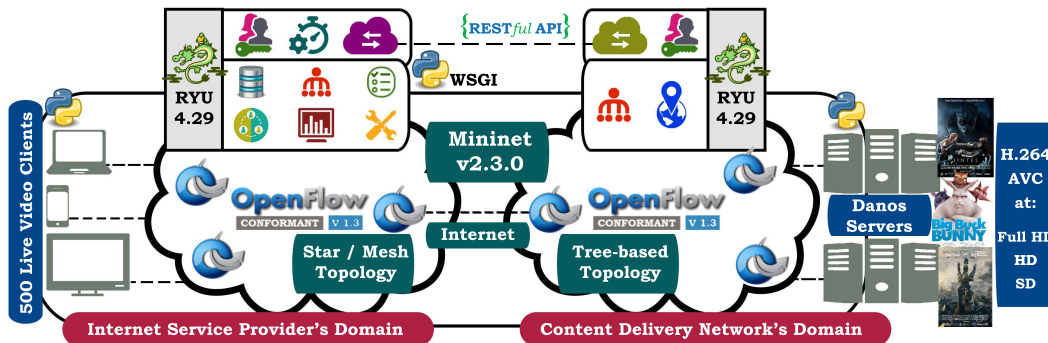 {RESTful API}
RYU
4.29
WSGI
RYU
4.29
500 Live Video Clients
Mininet
v2.3.0
OpenFlow
CONFORMANT V 1.3
OpenFlow
CONFORMANT V 1.3
Internet
Star / Mesh
Topology
Tree-based
Topology
Danos
Servers
BIG BUCK
BUNNY
H.264
AVC
at:
Full HD
HD
SD
Internet Service Provider's Domain
Content Delivery Network's Domain